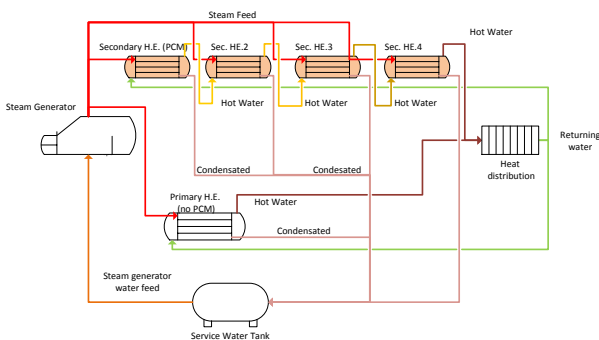 Steam Feed
Hot Water
Secondary H.E. (PCM)
Sec. HE.2
Sec. HE.3
Sec. HE.4
Steam Generator
Hot Water
Hot Water
Hot Water
Returning
water
Heat
distribution
Condensated
Condesated
Primary H.E.
(no PCM)
Hot Water
Condensated
Steam generator
water feed
Service Water Tank